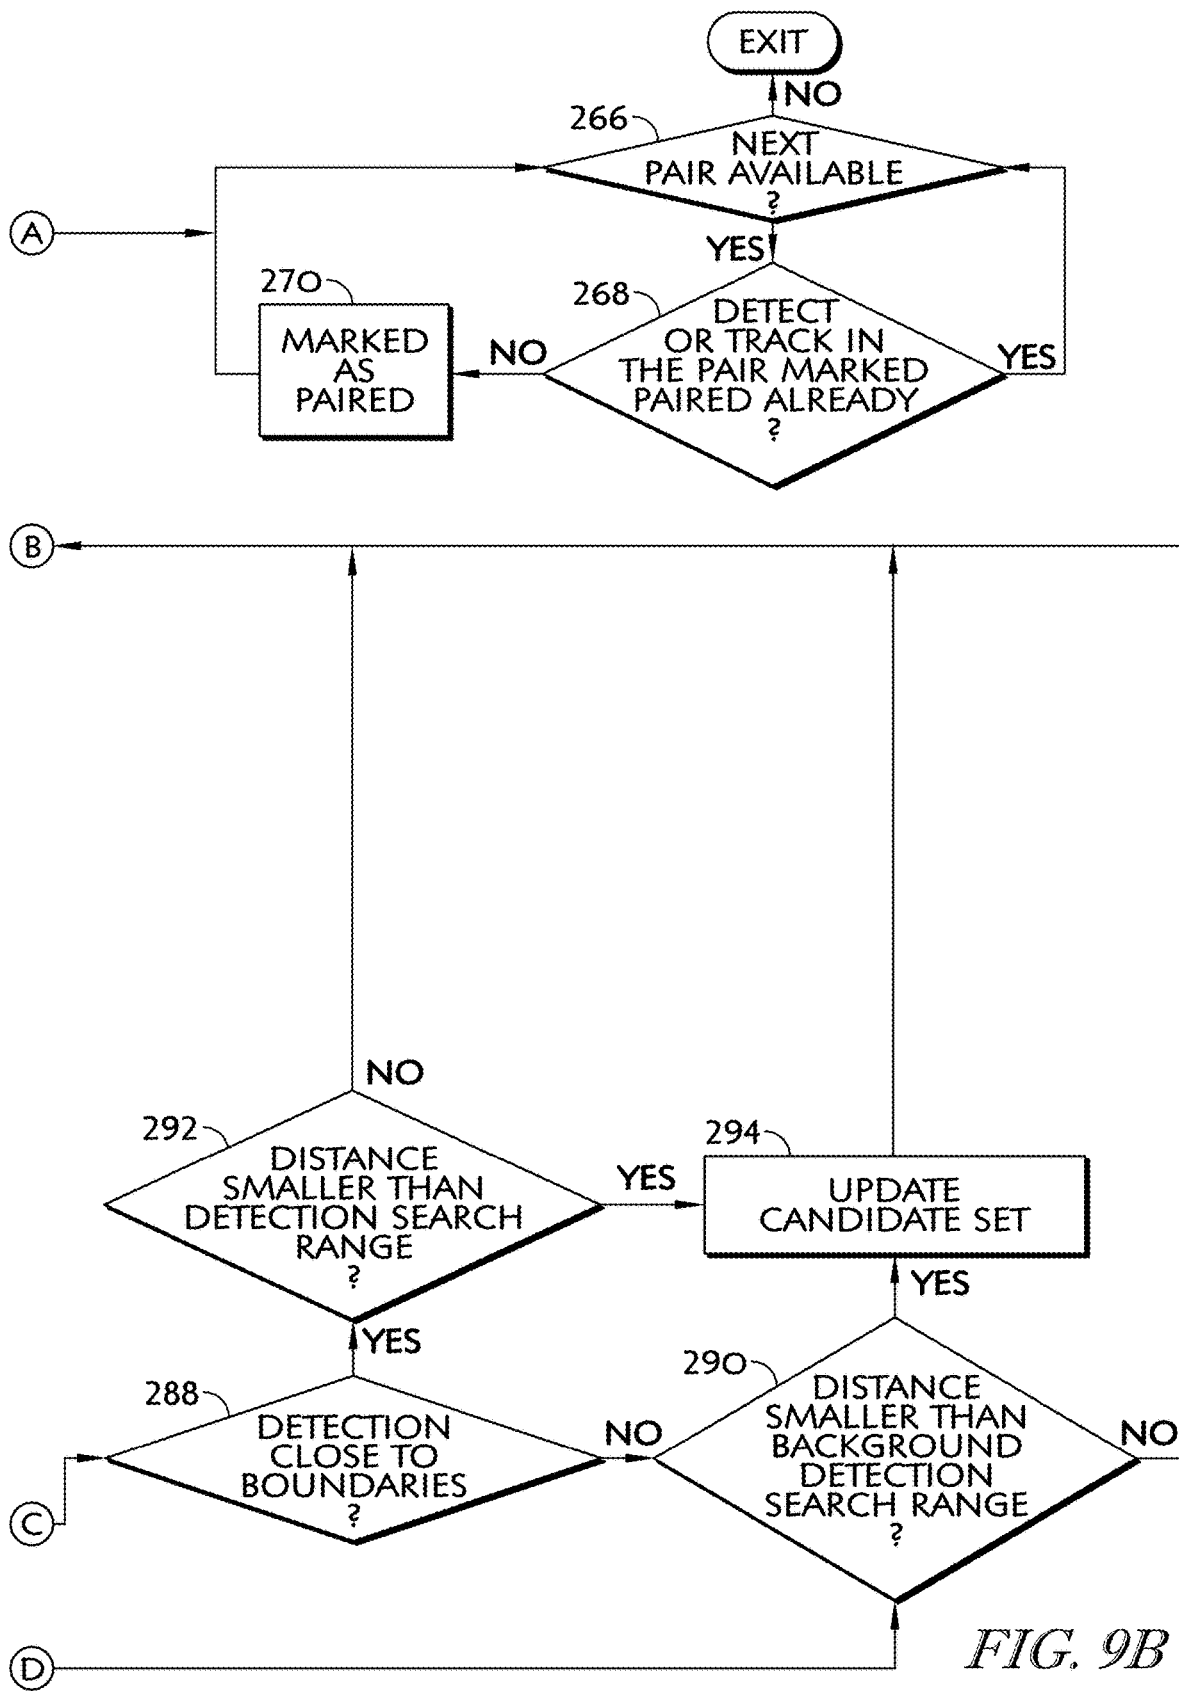 EXIT
NO
266
NEXT
PAIR AVAILABLE
?
A
YES
270
268
MARKED
AS
PAIRED
NO
DETECT
OR TRACK IN
THE PAIR MARKED
PAIRED ALREADY
?
YES
B
NO
292
DISTANCE
SMALLER THAN
DETECTION SEARCH
RANGE
?
YES
294
UPDATE
CANDIDATE SET
YES
YES
288
DETECTION
CLOSE TO
BOUNDARIES
?
NO
290
DISTANCE
SMALLER THAN
BACKGROUND
DETECTION
SEARCH RANGE
?
NO
C
D
FIG. 9B